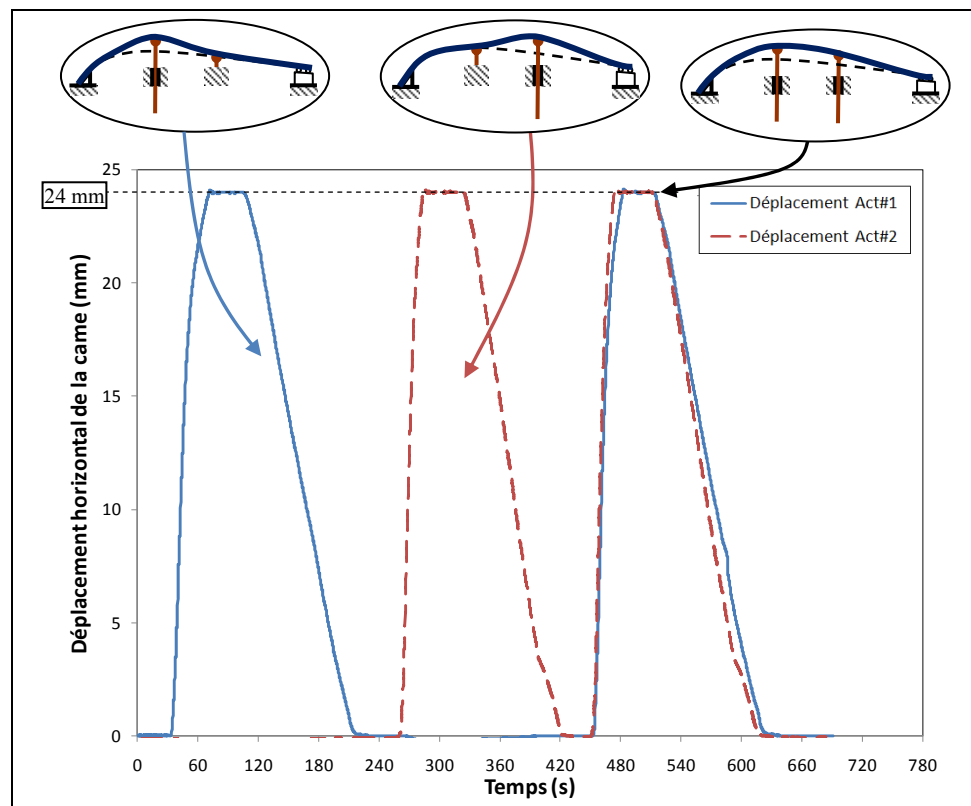 24 mm
Déplacement Act#1
Déplacement Act#2
Déplacement horizontal de la came (mm)
25
20
15
10
5
0
0 60 120 180 240 300 360 420 480 540 600 660 720 780
Temps (s)